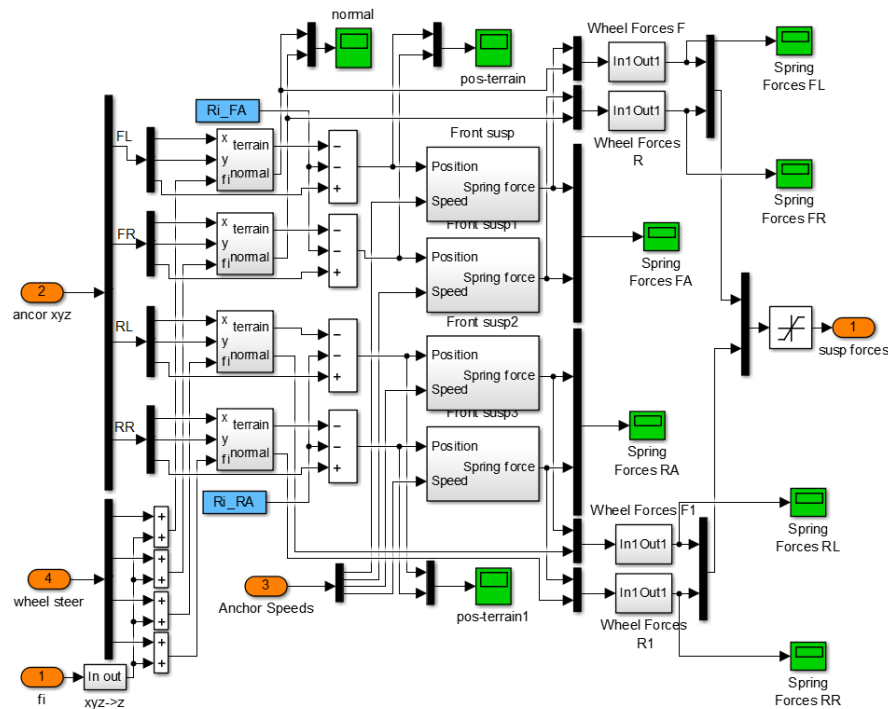 normal
pos-terrain
Wheel Forces F
In1 Out1
Spring
Forces FL
Ri_FA
In1 Out1
Wheel Forces
R
FL
x
y
fi
terrain
normal
−
−
+
Front susp
Position
Speed
Spring force
Spring
Forces FR
FR
x
y
fi
terrain
normal
−
−
+
Front susp1
Position
Speed
Spring force
Spring
Forces FA
2
ancor xyz
RL
x
y
fi
terrain
normal
−
−
+
Front susp2
Position
Speed
Spring force
1
susp forces
RR
x
y
fi
terrain
normal
−
−
+
Front susp3
Position
Speed
Spring force
Spring
Forces RA
Ri_RA
+
+
+
+
+
+
+
+
4
wheel steer
3
Anchor Speeds
pos-terrain1
Wheel Forces F1
In1 Out1
Spring
Forces RL
In1 Out1
Wheel Forces
R1
1
fi
In out
xyz->z
Spring
Forces RR